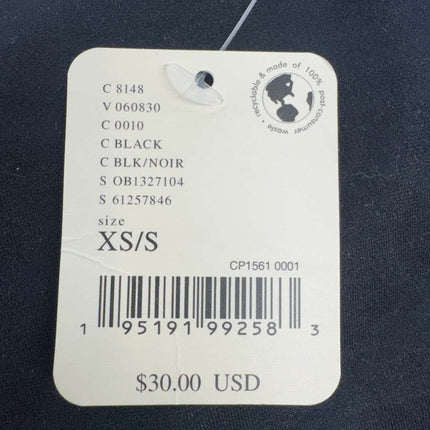 recyclable & made of 100% post-consumer waste •
C 8148
V 060830
C 0010
C BLACK
C BLK/NOIR
S OB1327104
S 61257846
size
XS/S
CP1561 0001
1 95191 99258 3
$30.00 USD